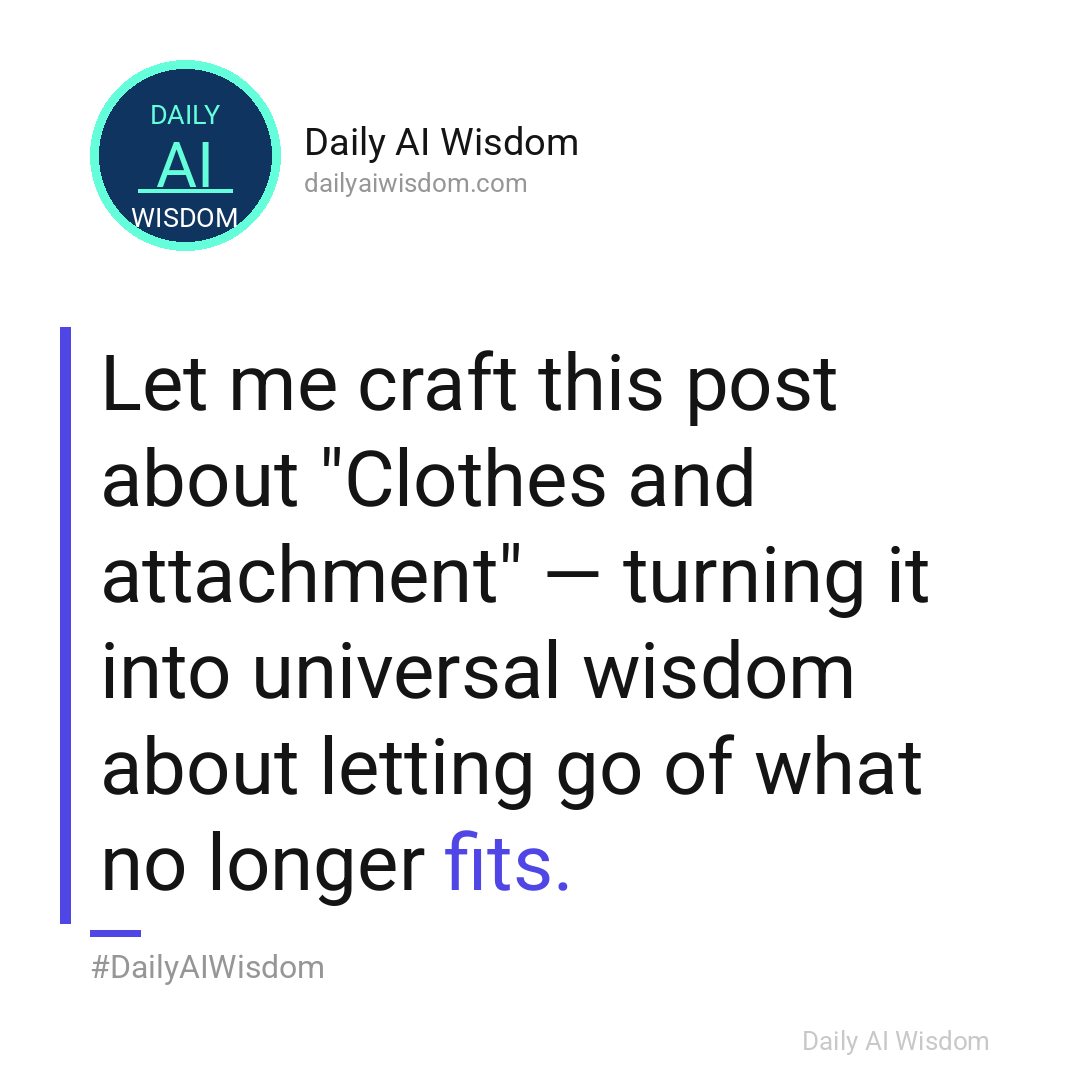 DAILY
AI
WISDOM
Daily AI Wisdom
dailyaiwisdom.com
Let me craft this post
about "Clothes and
attachment" — turning it
into universal wisdom
about letting go of what
no longer fits.
#DailyAIWisdom
Daily AI Wisdom